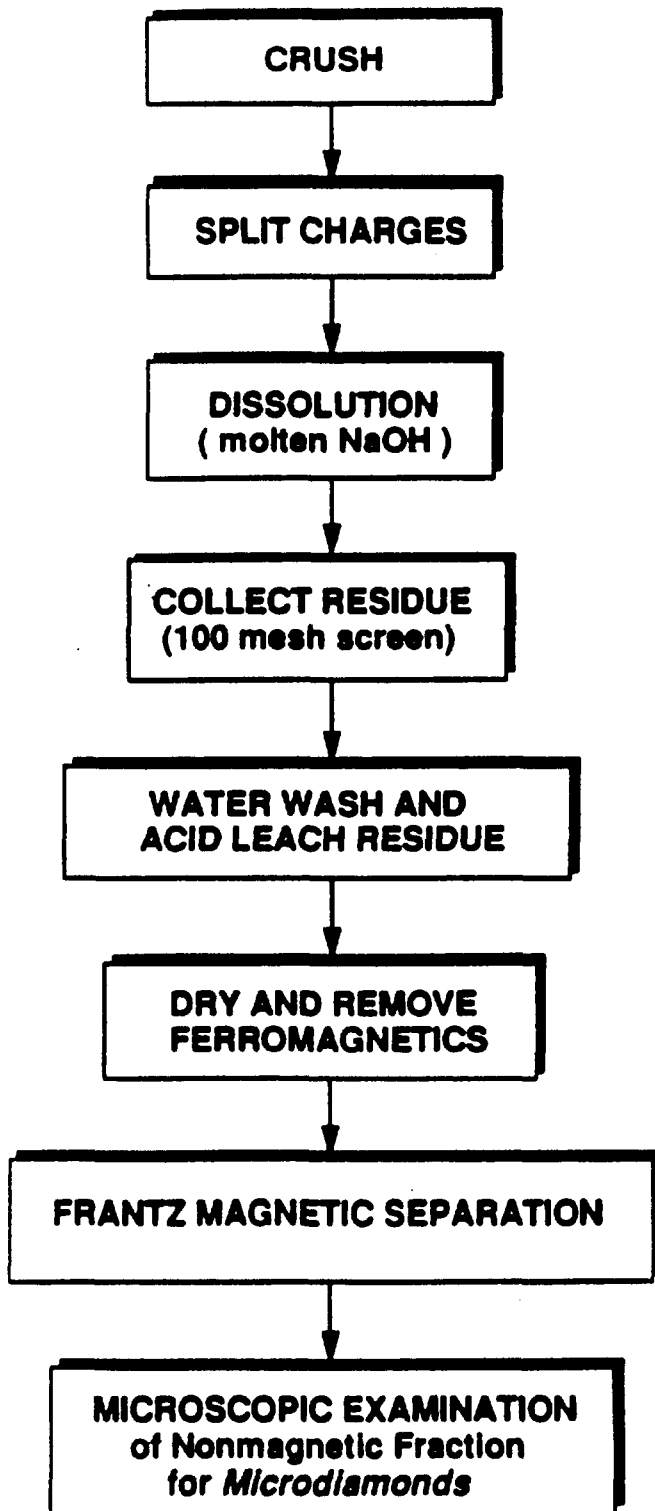 CRUSH
SPLIT CHARGES
DISSOLUTION
( molten NaOH )
COLLECT RESIDUE
(100 mesh screen)
WATER WASH AND
ACID LEACH RESIDUE
DRY AND REMOVE
FERROMAGNETICS
FRANTZ MAGNETIC SEPARATION
MICROSCOPIC EXAMINATION
of Nonmagnetic Fraction
for Microdiamonds